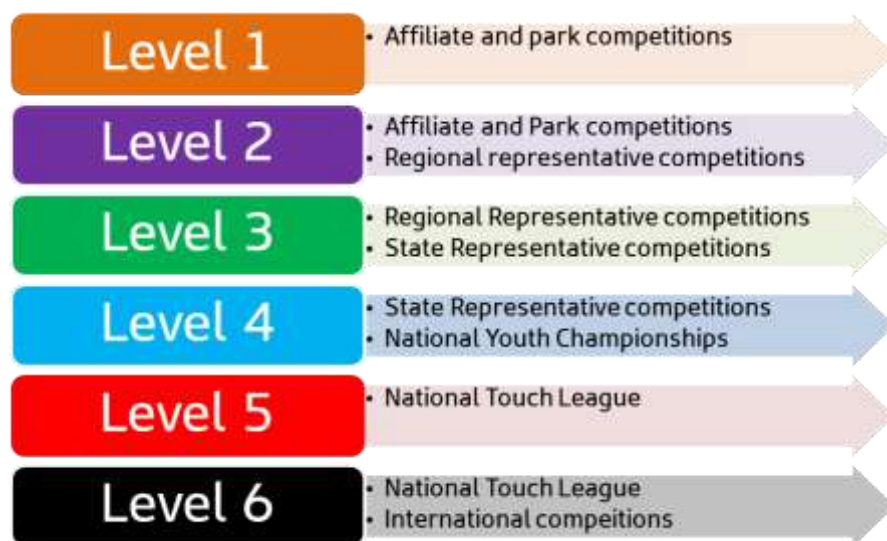 Level 1
• Affiliate and park competitions
Level 2
• Affiliate and Park competitions
• Regional representative competitions
Level 3
• Regional Representative competitions
• State Representative competitions
Level 4
• State Representative competitions
• National Youth Championships
Level 5
• National Touch League
Level 6
• National Touch League
• International compeitions